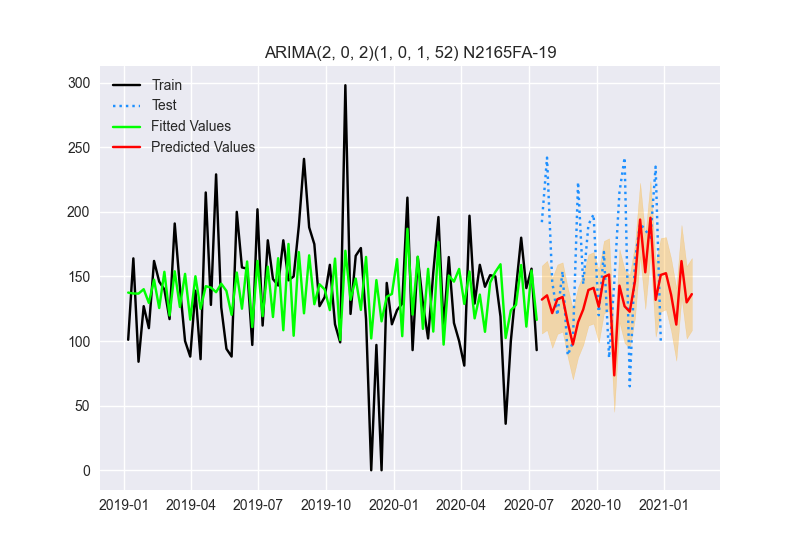 ARIMA(2, 0, 2)(1, 0, 1, 52) N2165FA-19
300
250
200
150
100
50
0
Train
Test
Fitted Values
Predicted Values
2019-01 2019-04 2019-07 2019-10 2020-01 2020-04 2020-07 2020-10 2021-01